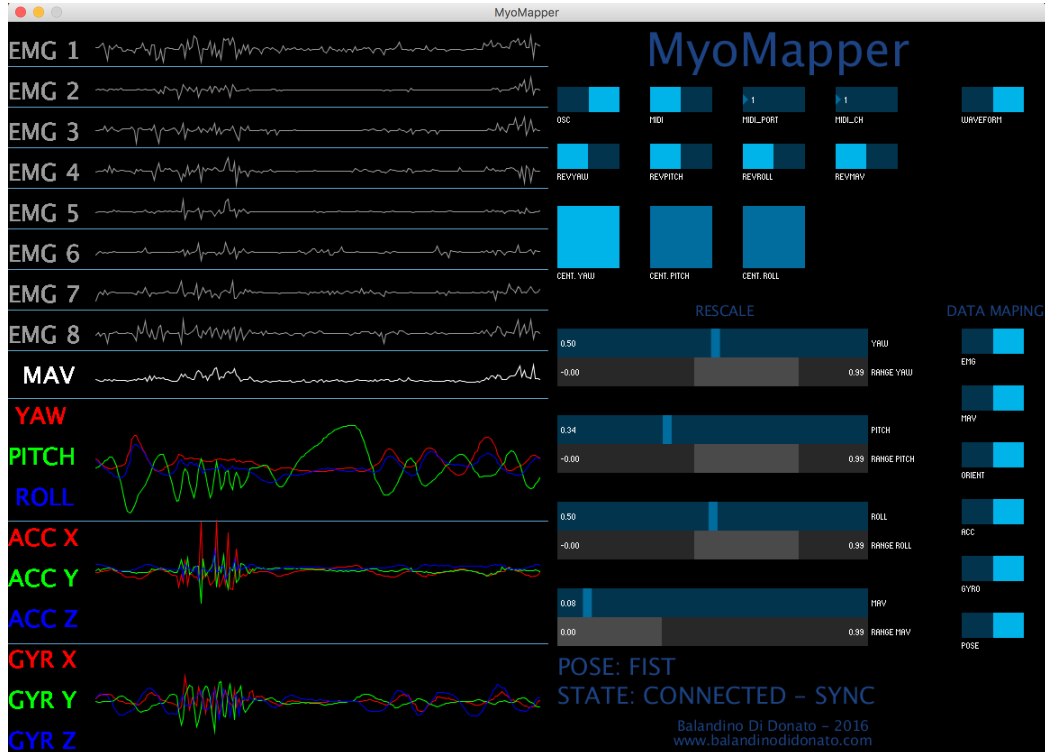 MyoMapper
EMG 1
EMG 2
EMG 3
EMG 4
EMG 5
EMG 6
EMG 7
EMG 8
MAV
YAW
PITCH
ROLL
ACC X
ACC Y
ACC Z
GYR X
GYR Y
GYR Z
MyoMapper
OSC
MIDI
1
MIDI_PORT
1
MIDI_CH
WAVEFORM
REVYAW
REVPITCH
REVROLL
REVMAV
CENT. YAW
CENT. PITCH
CENT. ROLL
RESCALE
0.50 YAW
-0.00 0.99 RANGE YAW
0.34 PITCH
-0.00 0.99 RANGE PITCH
0.50 ROLL
-0.00 0.99 RANGE ROLL
0.08 MAV
0.00 0.99 RANGE MAV
DATA MAPING
EMG
MAV
ORIENT
ACC
GYRO
POSE
POSE: FIST
STATE: CONNECTED – SYNC
Balandino Di Donato – 2016
www.balandinodidonato.com